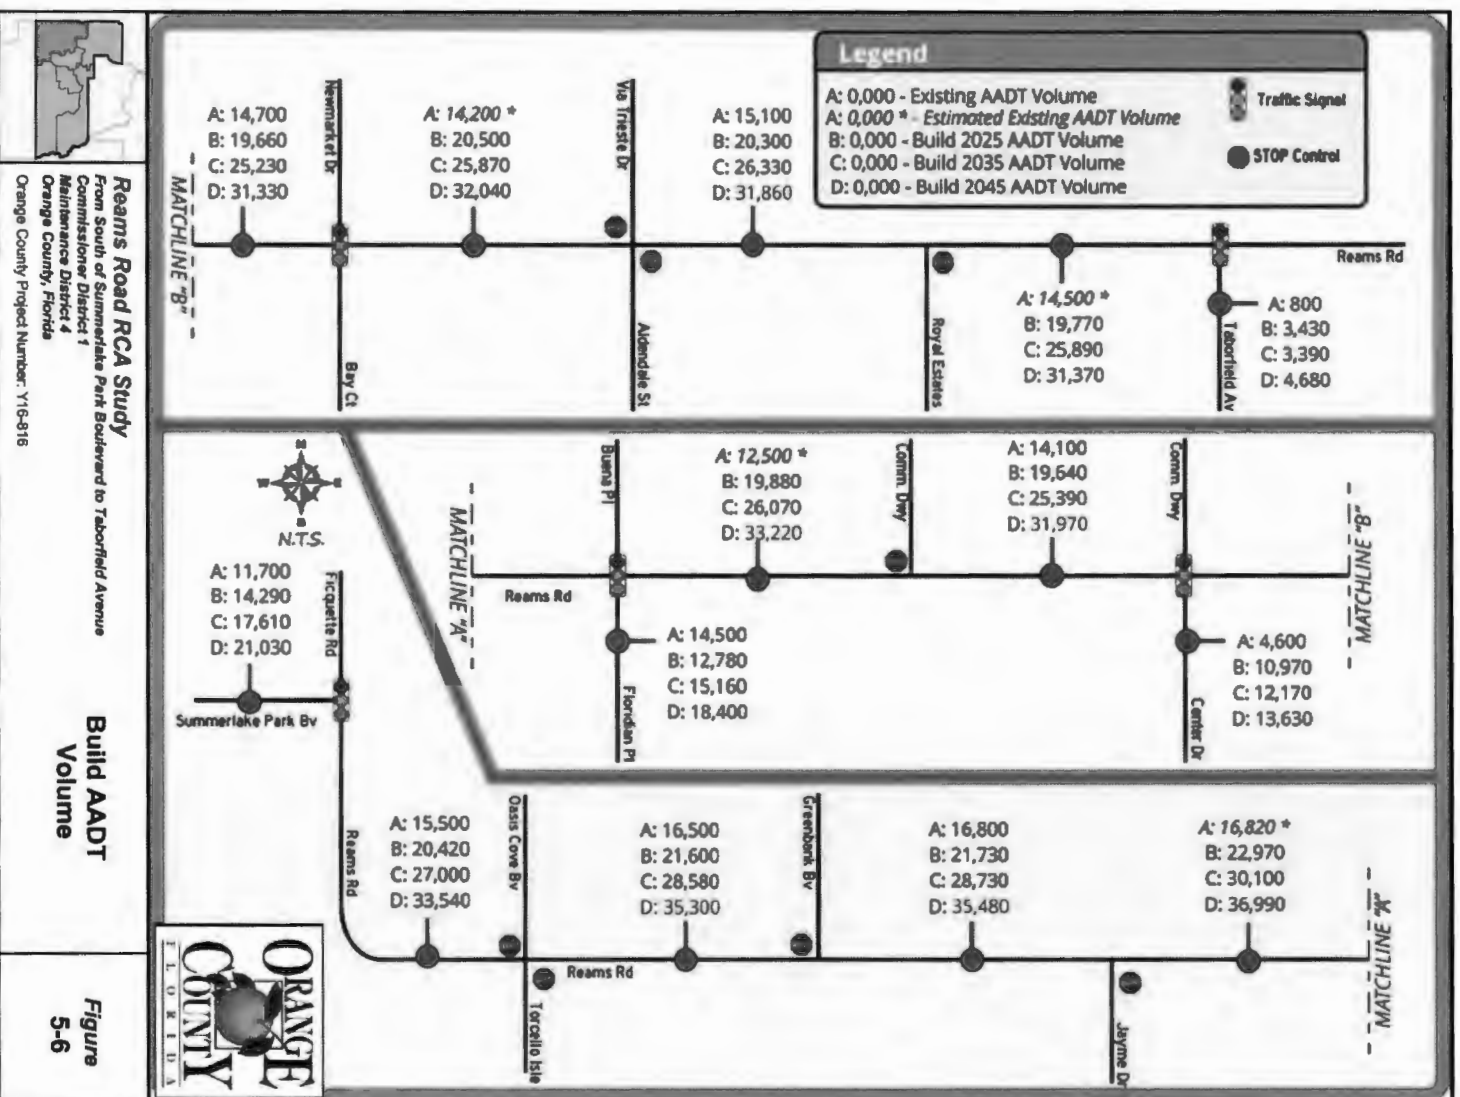 Legend
A: 0,000 - Existing AADT Volume
A: 0,000 * - Estimated Existing AADT Volume
B: 0,000 - Build 2025 AADT Volume
C: 0,000 - Build 2035 AADT Volume
D: 0,000 - Build 2045 AADT Volume
Traffic Signal
STOP Control
MATCHLINE "B"
A: 14,700
B: 19,660
C: 25,230
D: 31,330
Newmarket Dr
Bay Ct
A: 14,200 *
B: 20,500
C: 25,870
D: 32,040
Via Trieste Dr
Aldendale St
A: 15,100
B: 20,300
C: 26,330
D: 31,860
Royal Estates
A: 14,500 *
B: 19,770
C: 25,890
D: 31,370
Taborfield Av
A: 800
B: 3,430
C: 3,390
D: 4,680
Reams Rd
N
W
E
S
N.T.S.
MATCHLINE "A"
Reams Rd
Buena Pl
Floridian Pl
A: 14,500
B: 12,780
C: 15,160
D: 18,400
A: 12,500 *
B: 19,880
C: 26,070
D: 33,220
Comm. Dwy
A: 14,100
B: 19,640
C: 25,390
D: 31,970
Comm. Dwy
Center Dr
A: 4,600
B: 10,970
C: 12,170
D: 13,630
MATCHLINE "B"
A: 11,700
B: 14,290
C: 17,610
D: 21,030
Summerlake Park Bv
Ficquette Rd
Reams Rd
A: 15,500
B: 20,420
C: 27,000
D: 33,540
Oasis Cove Bv
Torcello Isle
Reams Rd
A: 16,500
B: 21,600
C: 28,580
D: 35,300
Greenbank Bv
A: 16,800
B: 21,730
C: 28,730
D: 35,480
Jayme Dr
A: 16,820 *
B: 22,970
C: 30,100
D: 36,990
MATCHLINE "A"
ORANGE
COUNTY
FLORIDA
Reams Road RCA Study
From South of Summerlake Park Boulevard to Taborfield Avenue
Commissioner District 1
Maintenance District 4
Orange County, Florida
Orange County Project Number: Y16-816
Build AADT
Volume
Figure
5-6